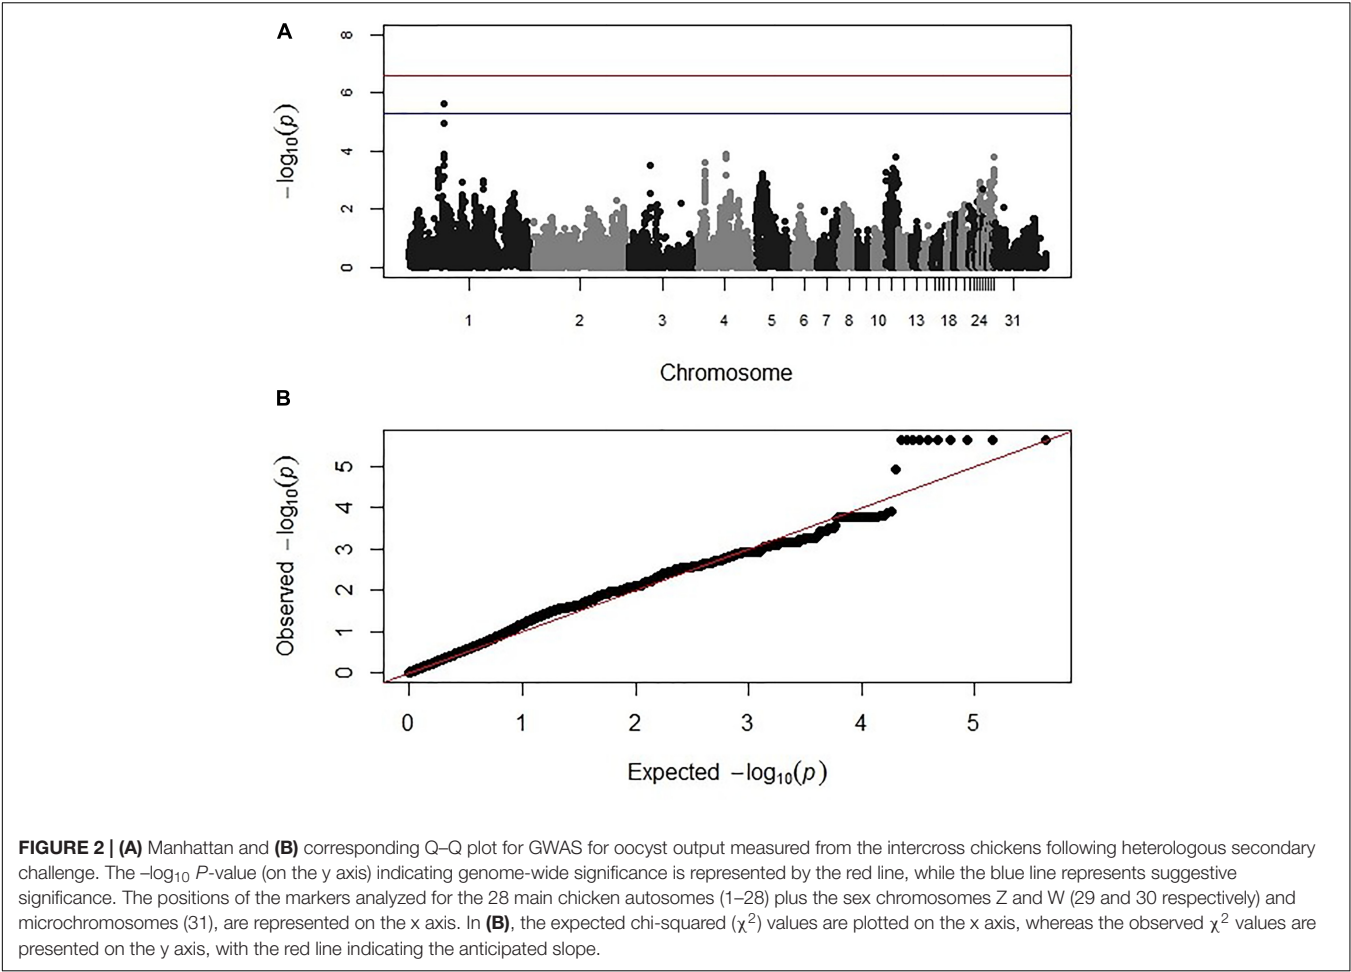 A
8
6
4
2
0
−log10(p)
1 2 3 4 5 6 7 8 10 13 18 24 31
Chromosome
B
5
4
3
2
1
0
Observed −log10(p)
0 1 2 3 4 5
Expected −log10(p)
FIGURE 2 | (A) Manhattan and (B) corresponding Q–Q plot for GWAS for oocyst output measured from the intercross chickens following heterologous secondary
challenge. The –log10 P-value (on the y axis) indicating genome-wide significance is represented by the red line, while the blue line represents suggestive
significance. The positions of the markers analyzed for the 28 main chicken autosomes (1–28) plus the sex chromosomes Z and W (29 and 30 respectively) and
microchromosomes (31), are represented on the x axis. In (B), the expected chi-squared (χ2) values are plotted on the x axis, whereas the observed χ2 values are
presented on the y axis, with the red line indicating the anticipated slope.